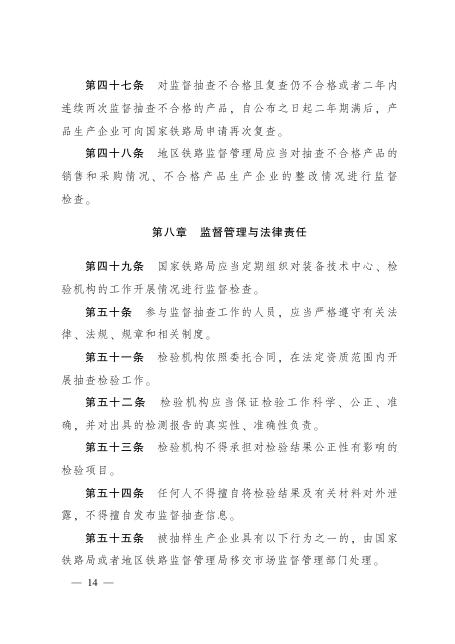 第四十七条　对监督抽查不合格且复查仍不合格或者二年内
连续两次监督抽查不合格的产品，自公布之日起二年期满后，产
品生产企业可向国家铁路局申请再次复查。
第四十八条　地区铁路监督管理局应当对抽查不合格产品的
销售和采购情况、不合格产品生产企业的整改情况进行监督
检查。
第八章　监督管理与法律责任
第四十九条　国家铁路局应当定期组织对装备技术中心、检
验机构的工作开展情况进行监督检查。
第五十条　参与监督抽查工作的人员，应当严格遵守有关法
律、法规、规章和相关制度。
第五十一条　检验机构依照委托合同，在法定资质范围内开
展抽查检验工作。
第五十二条　检验机构应当保证检验工作科学、公正、准
确，并对出具的检测报告的真实性、准确性负责。
第五十三条　检验机构不得承担对检验结果公正性有影响的
检验项目。
第五十四条　任何人不得擅自将检验结果及有关材料对外泄
露，不得擅自发布监督抽查信息。
第五十五条　被抽样生产企业具有以下行为之一的，由国家
铁路局或者地区铁路监督管理局移交市场监督管理部门处理。
— 14 —